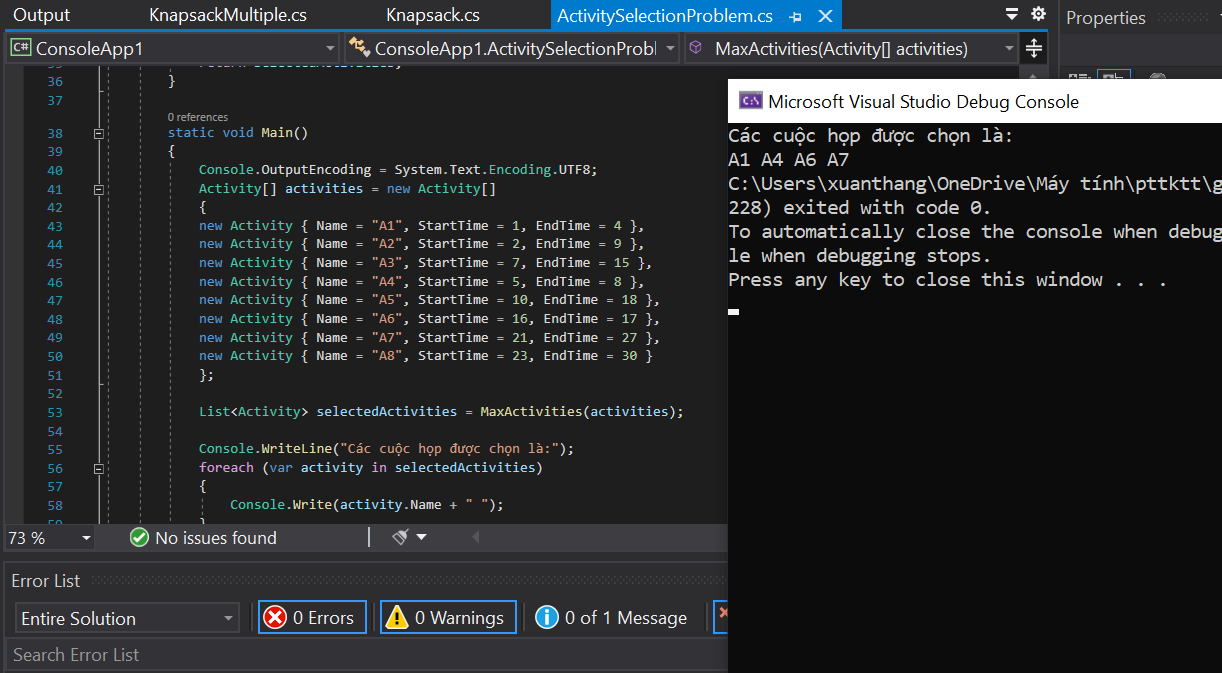 Output KnapsackMultiple.cs Knapsack.cs ActivitySelectionProblem.cs
Properties
C# ConsoleApp1 ConsoleApp1.ActivitySelectionProbl MaxActivities(Activity[] activities)
36 }
37
0 references
38 static void Main()
39 {
40 Console.OutputEncoding = System.Text.Encoding.UTF8;
41 Activity[] activities = new Activity[]
42 {
43 new Activity { Name = "A1", StartTime = 1, EndTime = 4 },
44 new Activity { Name = "A2", StartTime = 2, EndTime = 9 },
45 new Activity { Name = "A3", StartTime = 7, EndTime = 15 },
46 new Activity { Name = "A4", StartTime = 5, EndTime = 8 },
47 new Activity { Name = "A5", StartTime = 10, EndTime = 18 },
48 new Activity { Name = "A6", StartTime = 16, EndTime = 17 },
49 new Activity { Name = "A7", StartTime = 21, EndTime = 27 },
50 new Activity { Name = "A8", StartTime = 23, EndTime = 30 }
51 };
52
53 List<Activity> selectedActivities = MaxActivities(activities);
54
55 Console.WriteLine("Các cuộc họp được chọn là:");
56 foreach (var activity in selectedActivities)
57 {
58 Console.Write(activity.Name + " ");
73 % No issues found
Error List
Entire Solution 0 Errors 0 Warnings 0 of 1 Message
Search Error List
C:\ Microsoft Visual Studio Debug Console
Các cuộc họp được chọn là:
A1 A4 A6 A7
C:\Users\xuanthang\OneDrive\Máy tính\pttktt\g
228) exited with code 0.
To automatically close the console when debug
le when debugging stops.
Press any key to close this window . . .